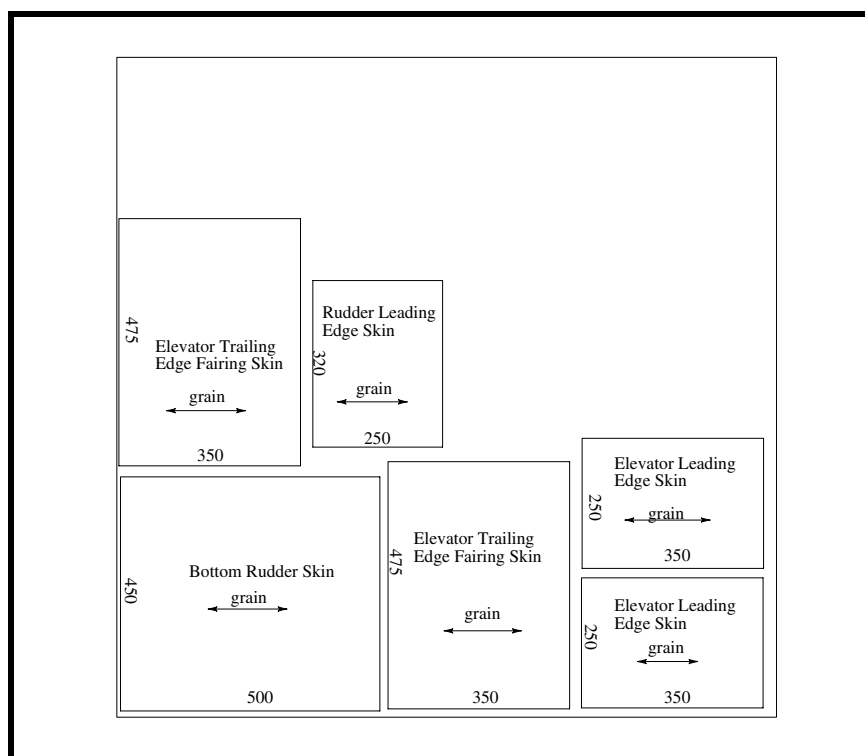 475
Elevator Trailing
Edge Fairing Skin
grain
350
Rudder Leading
Edge Skin
320
grain
250
Elevator Leading
Edge Skin
250
grain
350
450
Bottom Rudder Skin
grain
500
Elevator Trailing
Edge Fairing Skin
475
grain
350
Elevator Leading
Edge Skin
250
grain
350